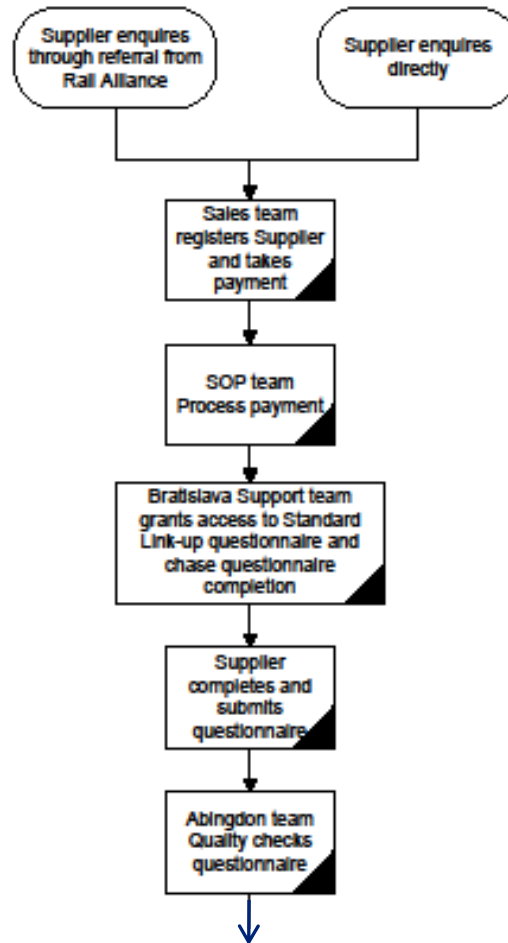 Supplier enquires
through referral from
Rail Alliance
Supplier enquires
directly
Sales team
registers Supplier
and takes
payment
SOP team
Process payment
Bratislava Support team
grants access to Standard
Link-up questionnaire and
chase questionnaire
completion
Supplier
completes and
submits
questionnaire
Abingdon team
Quality checks
questionnaire